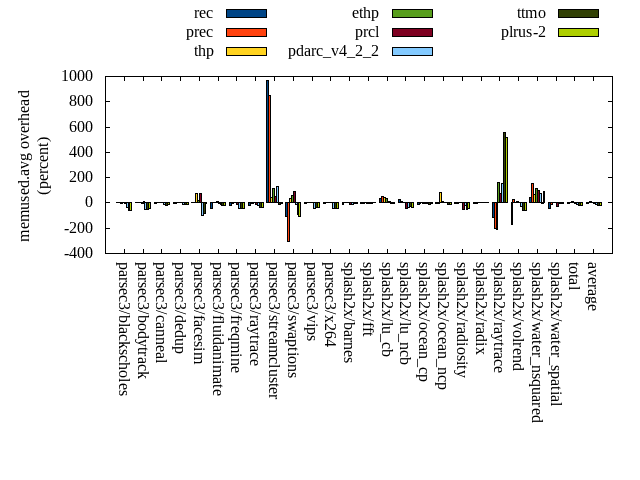 rec
ethp
ttmo
prec
prcl
plrus-2
thp
pdarc_v4_2_2
memused.avg overhead
(percent)
1000
800
600
400
200
0
-200
-400
parsec3/blackscholes
parsec3/bodytrack
parsec3/canneal
parsec3/dedup
parsec3/facesim
parsec3/fluidanimate
parsec3/freqmine
parsec3/raytrace
parsec3/streamcluster
parsec3/swaptions
parsec3/vips
parsec3/x264
splash2x/barnes
splash2x/fft
splash2x/lu_cb
splash2x/lu_ncb
splash2x/ocean_cp
splash2x/ocean_ncp
splash2x/radiosity
splash2x/radix
splash2x/raytrace
splash2x/volrend
splash2x/water_nsquared
splash2x/water_spatial
total
average